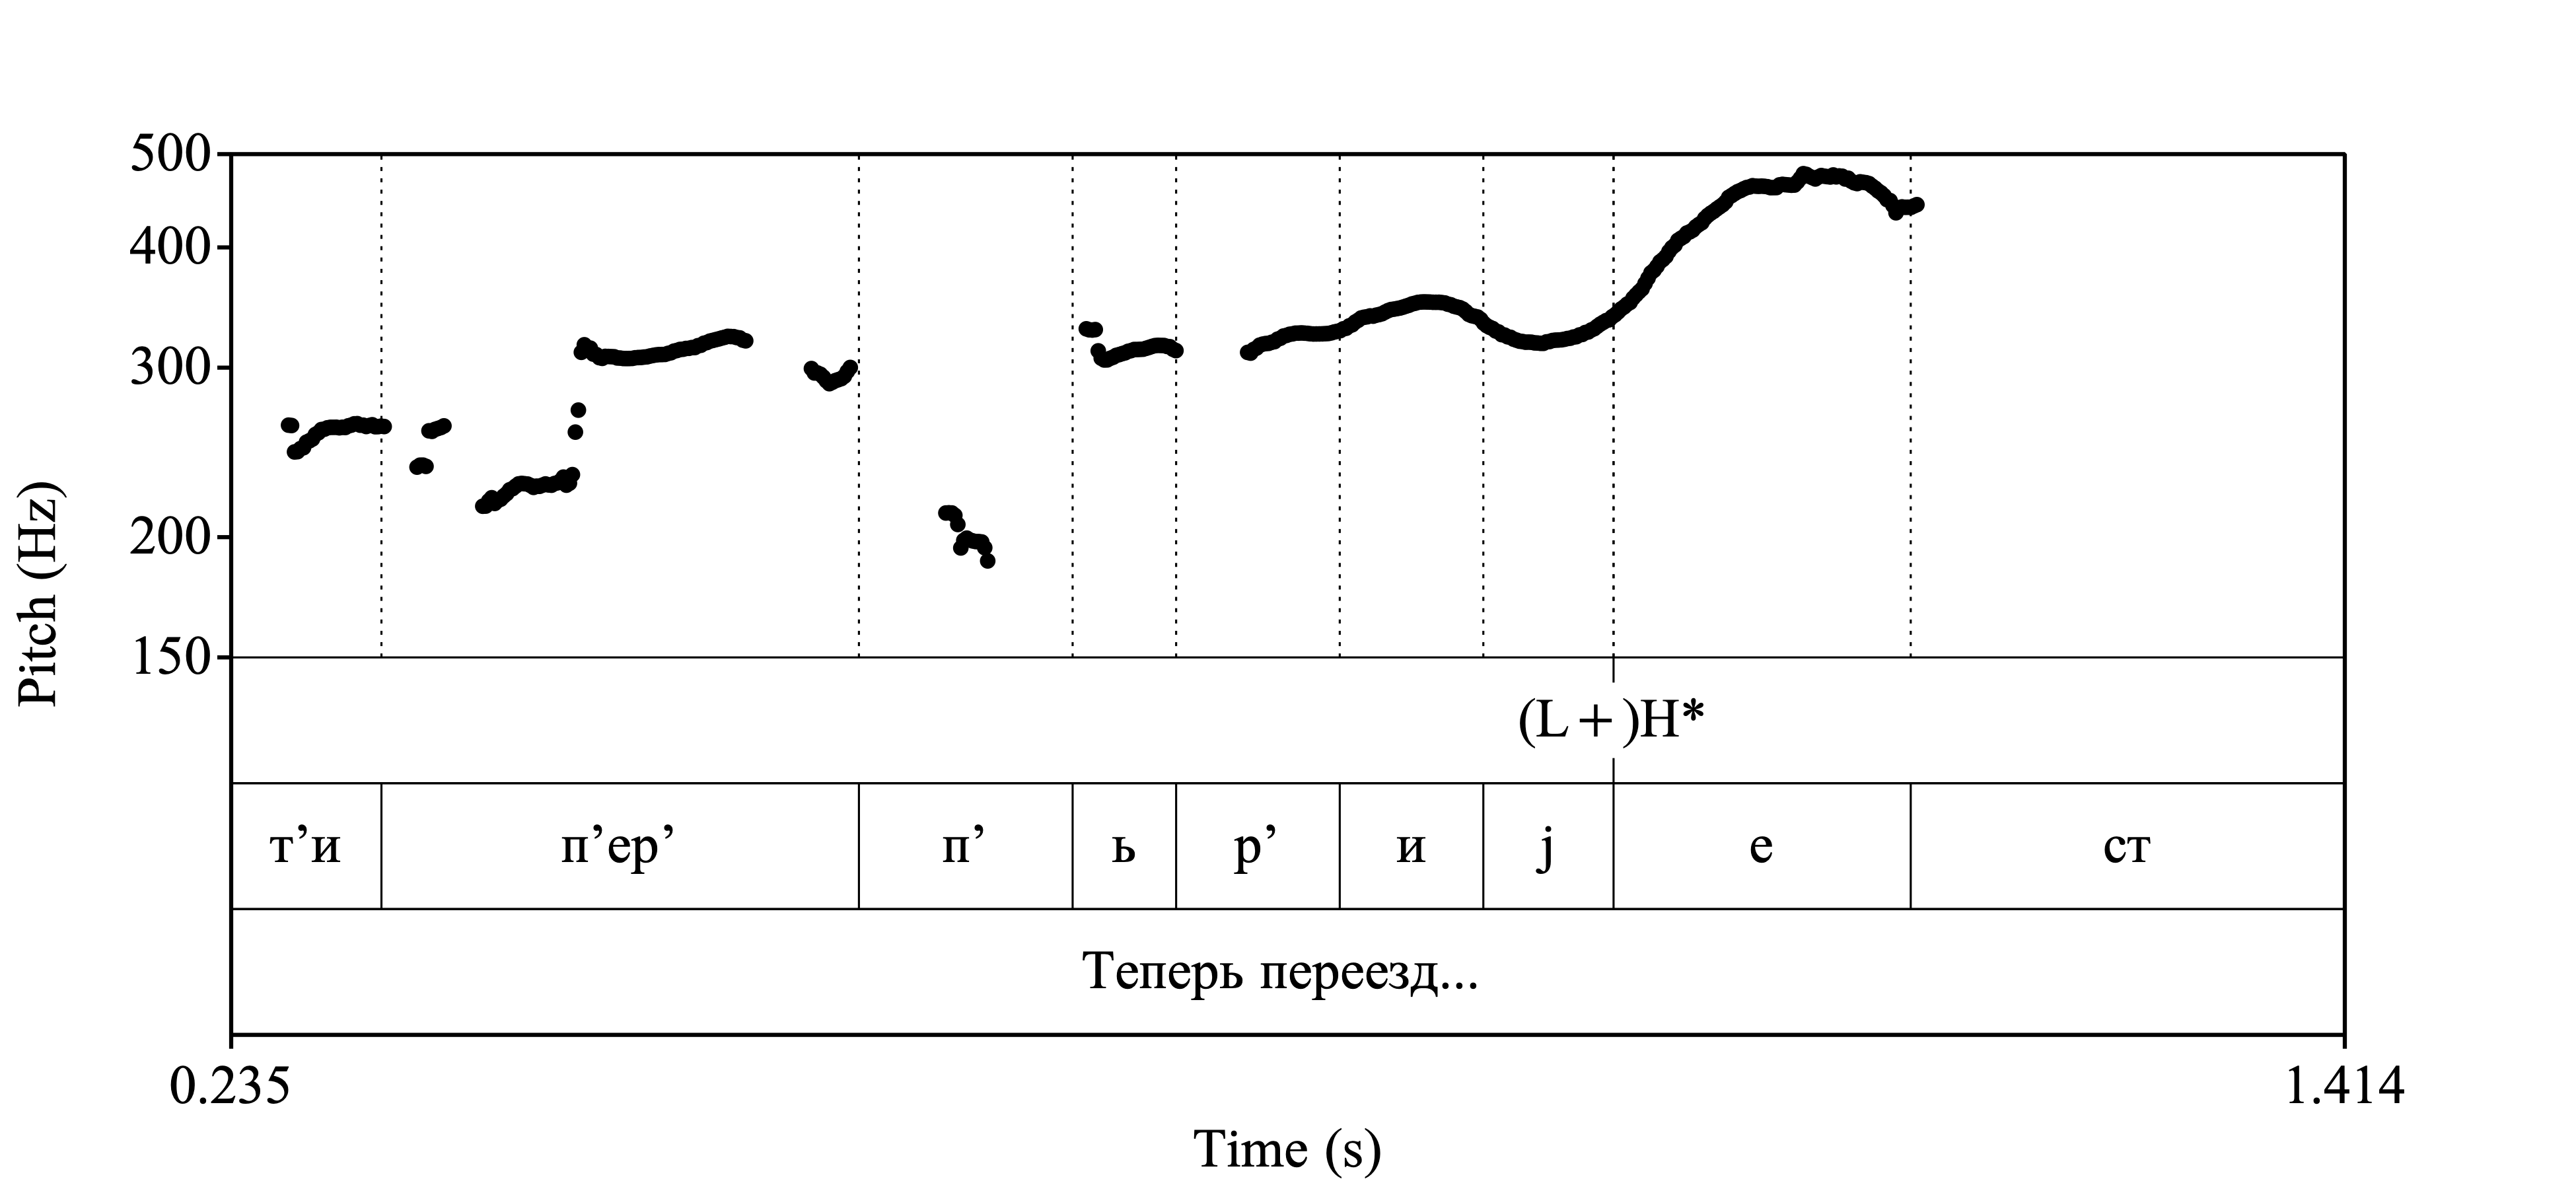 500
400
300
200
150
Pitch (Hz)
(L+)H*
т’и п’ер’ п’ ь р’ и j е ст
Теперь переезд...
0.235 1.414
Time (s)